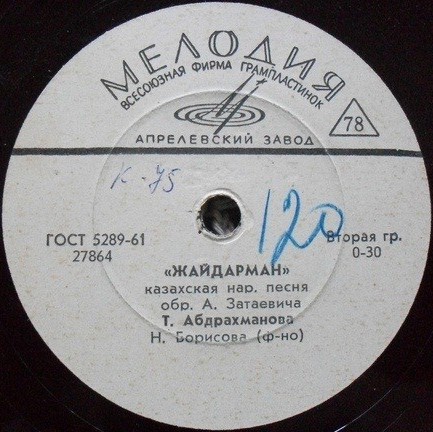 МЕЛОДИЯ
ВСЕСОЮЗНАЯ ФИРМА ГРАМПЛАСТИНОК
78
АПРЕЛЕВСКИЙ ЗАВОД
К-75
120
ГОСТ 5289-61
27864
Вторая гр.
0-30
«ЖАЙДАРМАН»
казахская нар. песня
обр. А. Затаевича
Т. Абдрахманова
Н. Борисова (ф-но)